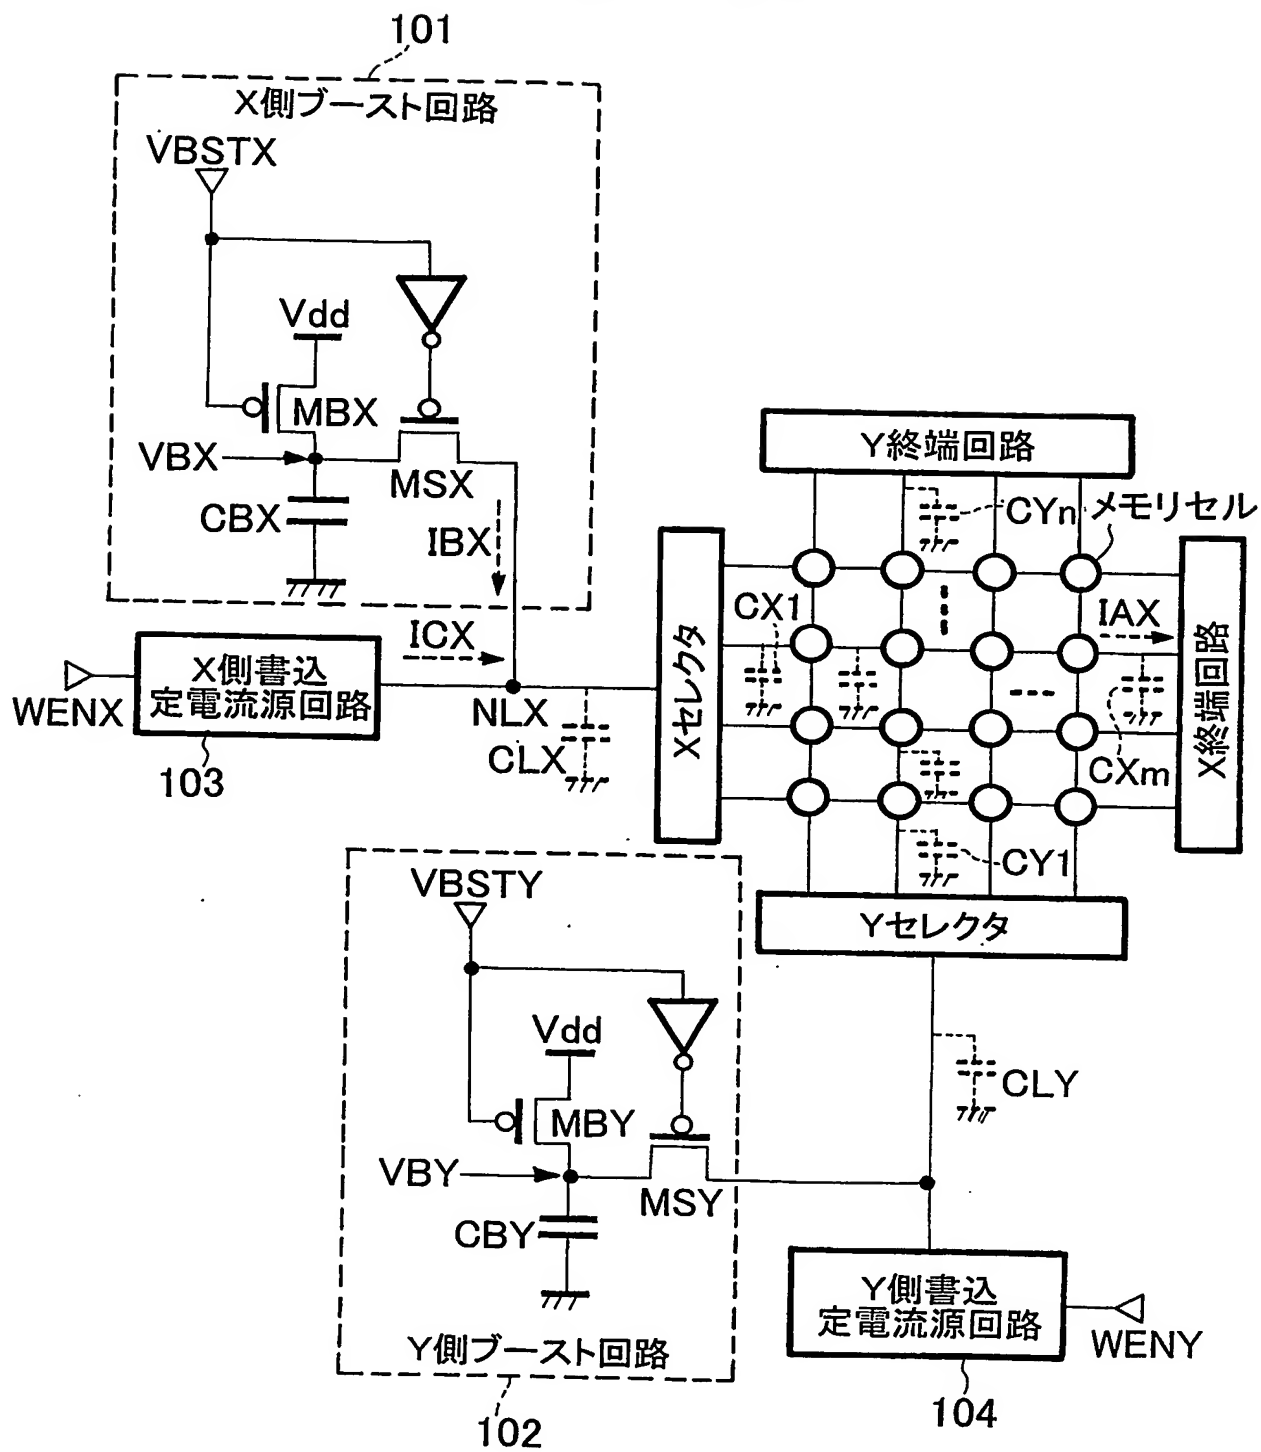 101
X側ブースト回路
VBSTX
Vdd
MBX
VBX
MSX
CBX
IBX
ICX
X側書込
定電流源回路
WENX
103
NLX
CLX
Y終端回路
CYn
メモリセル
Xセレクタ
CX1
IAX
X終端回路
CXm
CY1
Yセレクタ
VBSTY
Vdd
MBY
VBY
MSY
CBY
Y側ブースト回路
102
CLY
Y側書込
定電流源回路
WENY
104